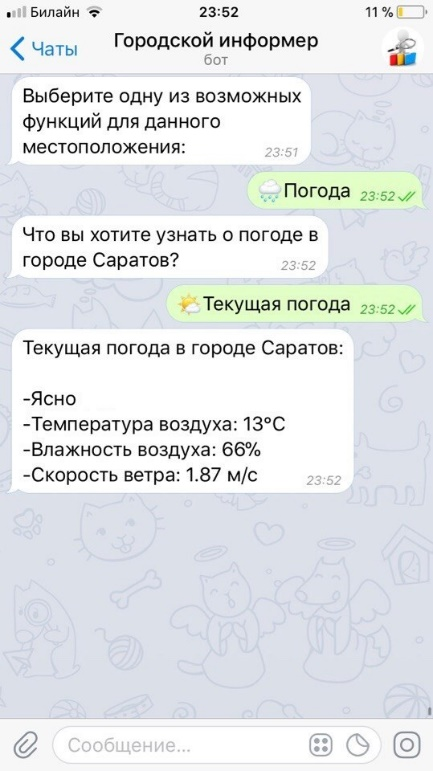 Билайн 23:52 11 %
Чаты
Городской информер
бот
Выберите одну из возможных
функций для данного
местоположения:
23:51
Погода 23:52
Что вы хотите узнать о погоде в
городе Саратов?
23:52
Текущая погода 23:52
Текущая погода в городе Саратов:
-Ясно
-Температура воздуха: 13°C
-Влажность воздуха: 66%
-Скорость ветра: 1.87 м/с
23:52
Сообщение...